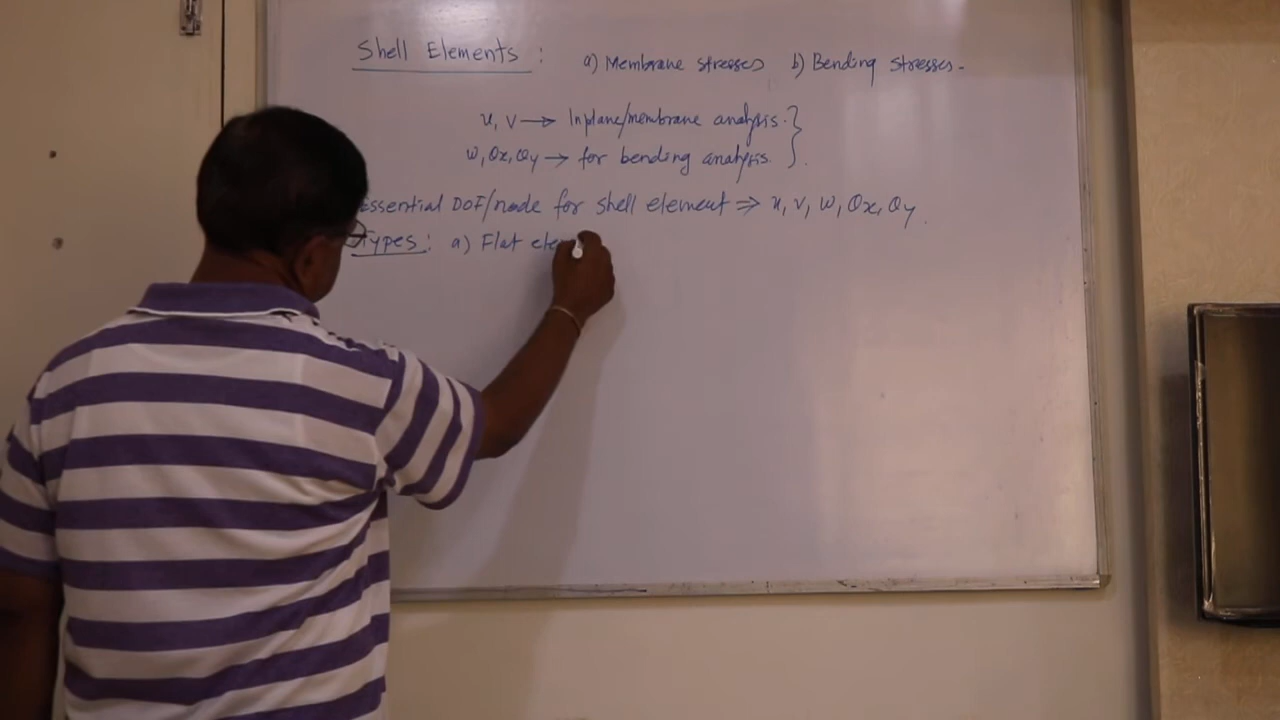 Shell Elements : a) Membrane stresses b) Bending stresses.
u, v → Inplane/membrane analysis. }
w, θx, θy → for bending analysis. }
Essential DOF/node for shell element ⇒ u, v, w, θx, θy.
Types : a) Flat ele